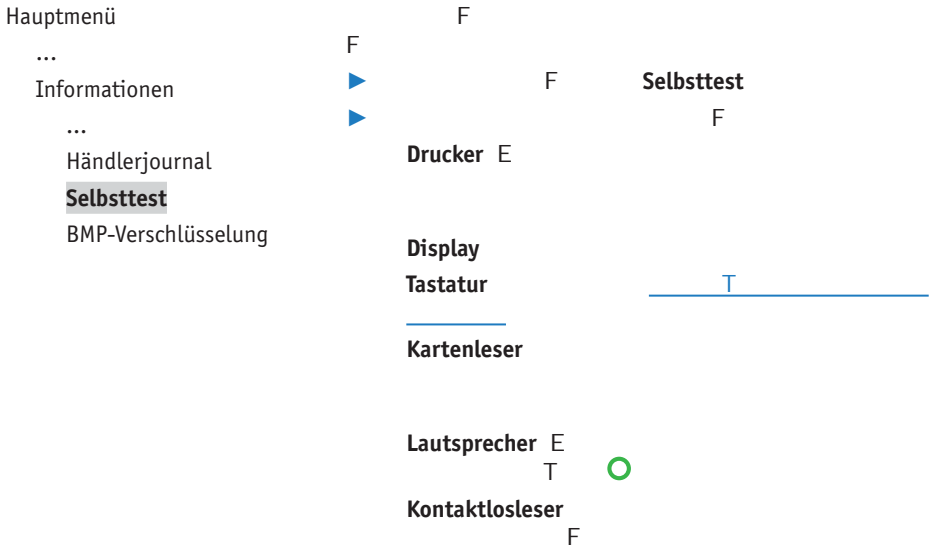 Hauptmenü
...
Informationen
...
Händlerjournal
Selbsttest
BMP-Verschlüsselung
F
F
F Selbsttest
F
Drucker E
Display
Tastatur T
Kartenleser
Lautsprecher E
T
Kontaktlosleser
F